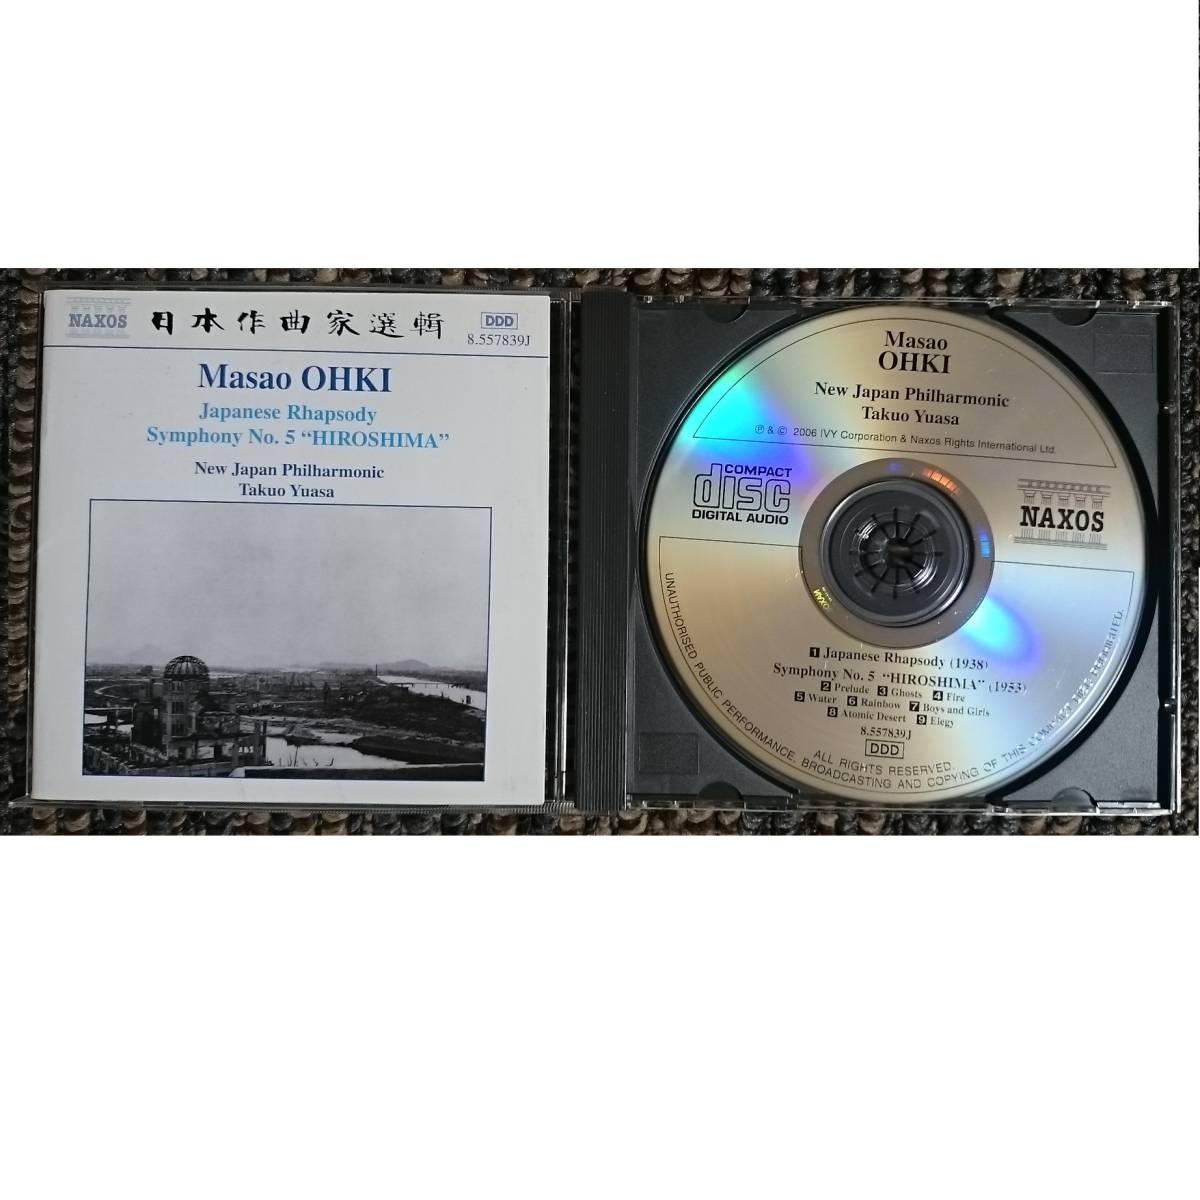 NAXOS
日本作曲家選輯
DDD
8.557839J
Masao OHKI
Japanese Rhapsody
Symphony No. 5 “HIROSHIMA”
New Japan Philharmonic
Takuo Yuasa
Masao
OHKI
New Japan Philharmonic
Takuo Yuasa
℗ & © 2006 IVY Corporation & Naxos Rights International Ltd.
COMPACT
disc
DIGITAL AUDIO
NAXOS
1 Japanese Rhapsody (1938)
Symphony No. 5 “HIROSHIMA” (1953)
2 Prelude 3 Ghosts 4 Fire
5 Water 6 Rainbow 7 Boys and Girls
8 Atomic Desert 9 Elegy
8.557839J
DDD
ALL RIGHTS RESERVED.
UNAUTHORISED PUBLIC PERFORMANCE, BROADCASTING AND COPYING OF THIS COMPACT DISC PROHIBITED.